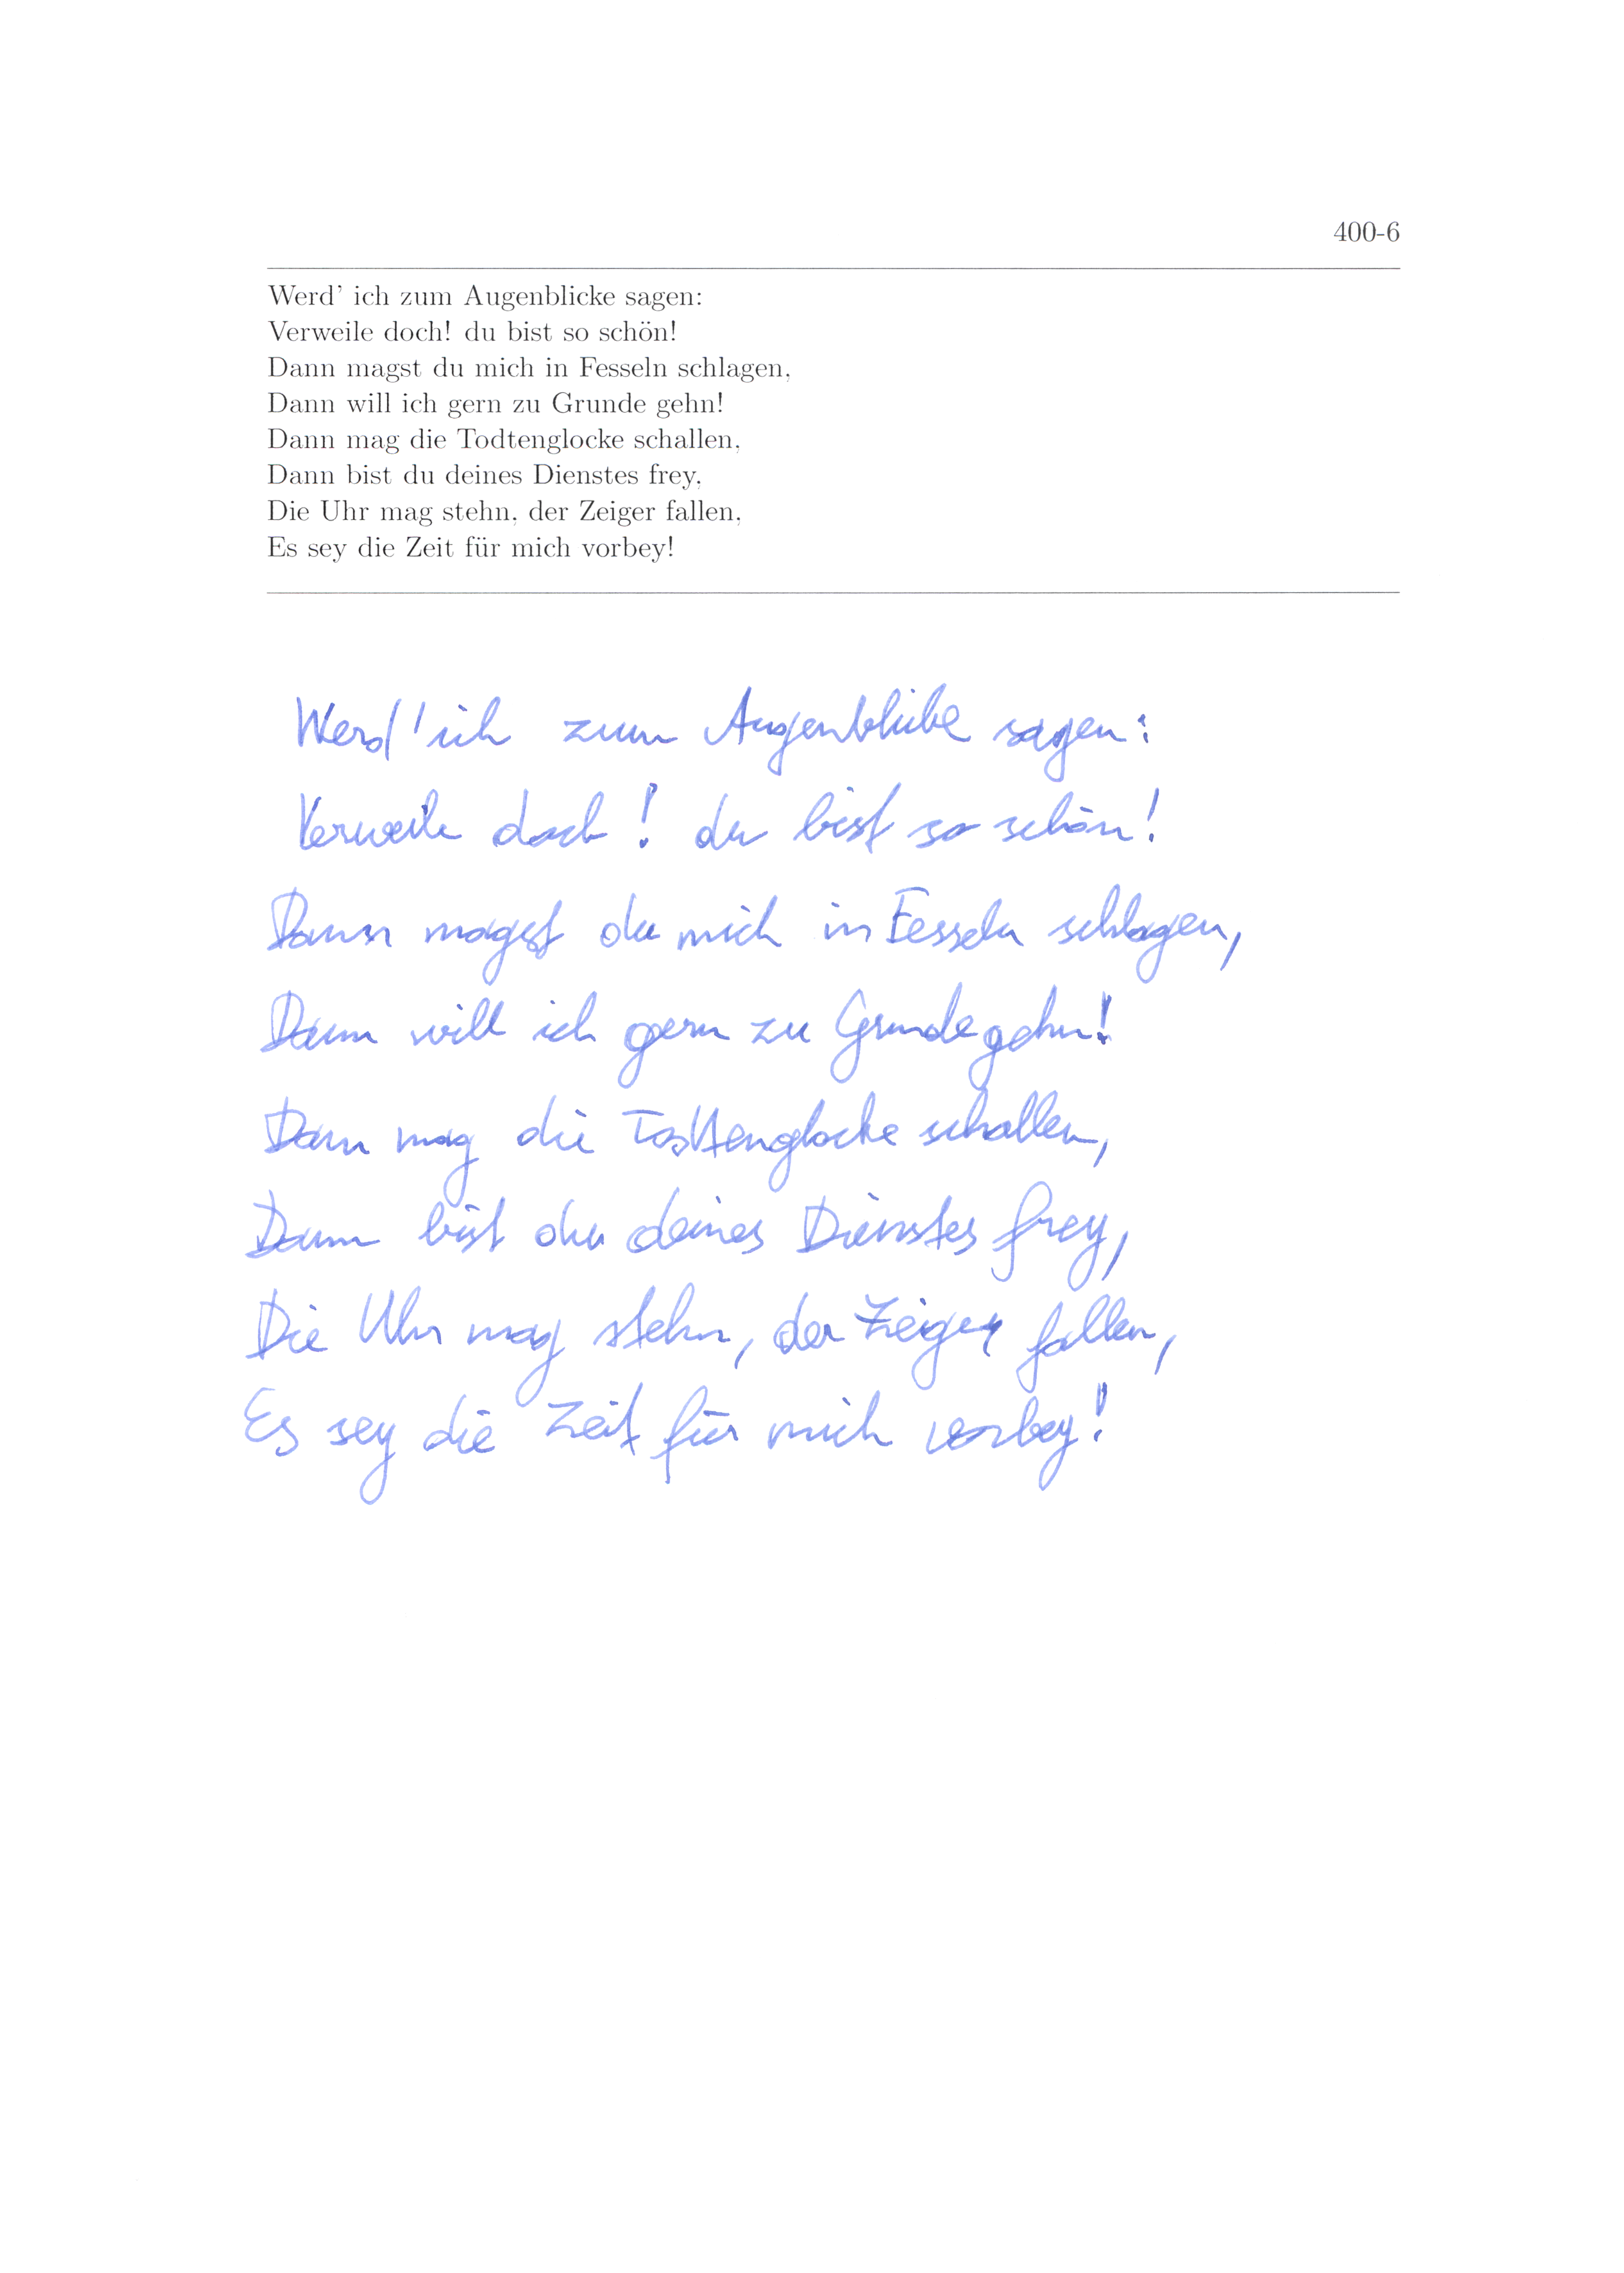 400-6
Werd' ich zum Augenblicke sagen:
Verweile doch! du bist so schön!
Dann magst du mich in Fesseln schlagen,
Dann will ich gern zu Grunde gehn!
Dann mag die Todtenglocke schallen,
Dann bist du deines Dienstes frey,
Die Uhr mag stehn, der Zeiger fallen,
Es sey die Zeit für mich vorbey!
Werd' ich zum Augenblicke sagen:
Verweile doch! du bist so schön!
Dann magst du mich in Fesseln schlagen,
Dann will ich gern zu Grunde gehn!
Dann mag die Todtenglocke schallen,
Dann bist du deines Dienstes frey,
Die Uhr mag stehn, der Zeiger fallen,
Es sey die Zeit für mich vorbey!